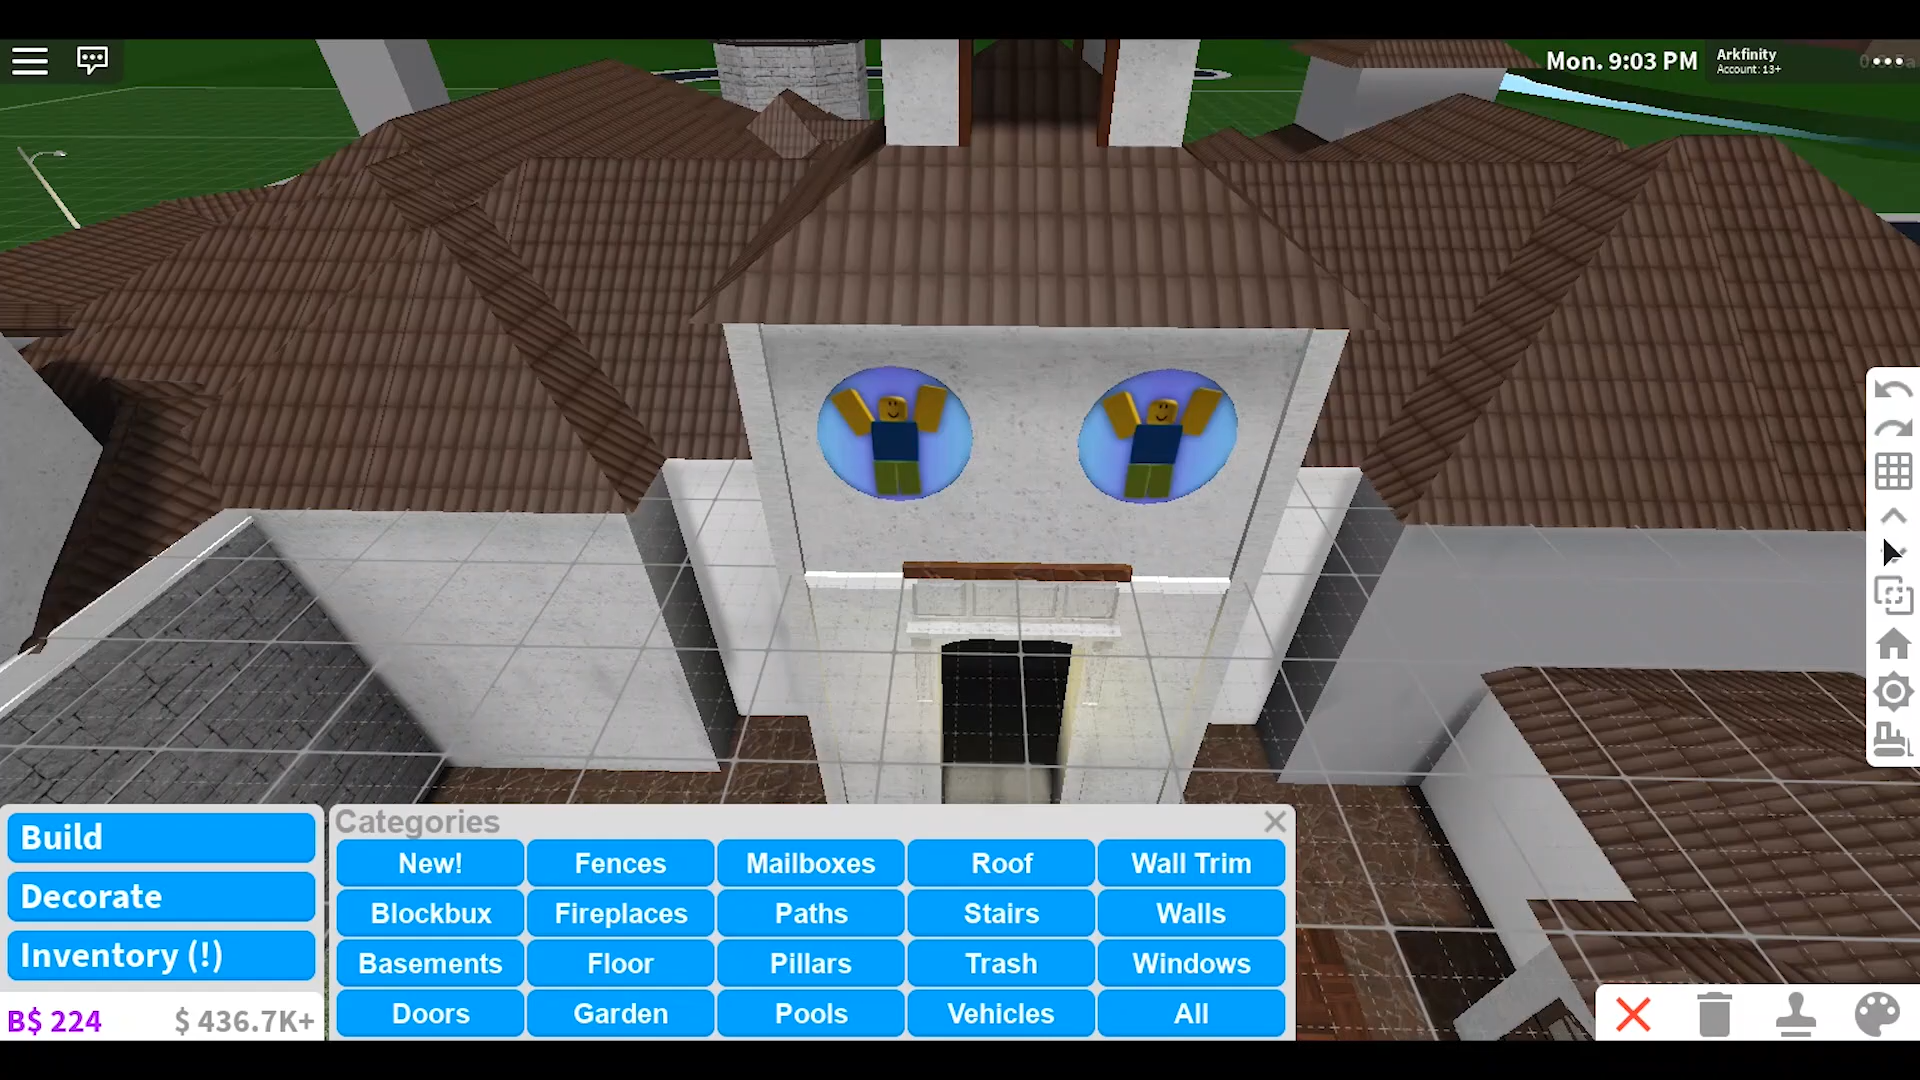 Mon. 9:03 PM
Arkfinity
Account: 13+
Build
Decorate
Inventory (!)
B$ 224
$ 436.7K+
Categories
New!
Fences
Mailboxes
Roof
Wall Trim
Blockbux
Fireplaces
Paths
Stairs
Walls
Basements
Floor
Pillars
Trash
Windows
Doors
Garden
Pools
Vehicles
All